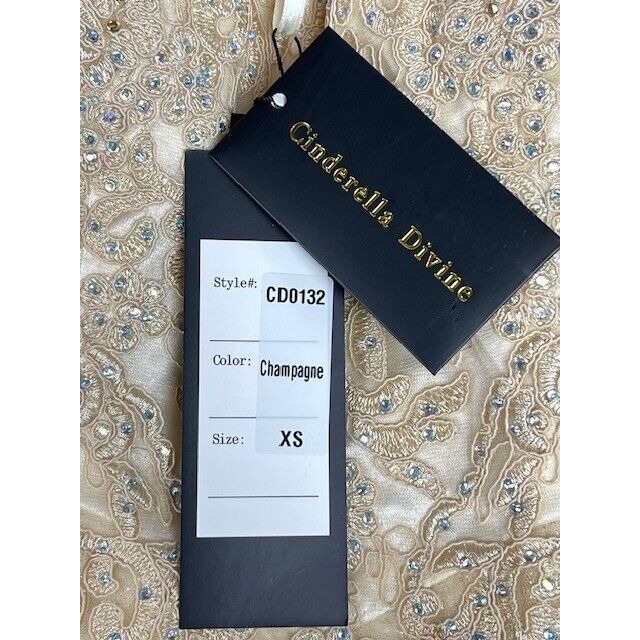 Cinderella Divine
Style#: CD0132
Color: Champagne
Size: XS